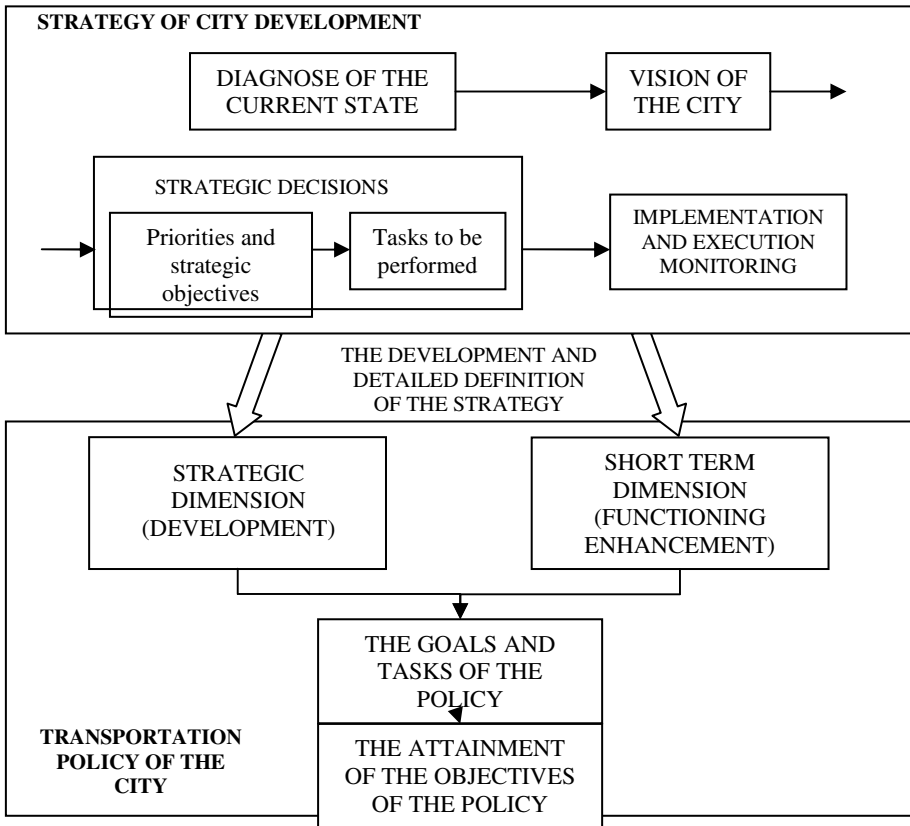 STRATEGY OF CITY DEVELOPMENT
DIAGNOSE OF THE
CURRENT STATE
VISION OF
THE CITY
STRATEGIC DECISIONS
Priorities and
strategic
objectives
Tasks to be
performed
IMPLEMENTATION
AND EXECUTION
MONITORING
THE DEVELOPMENT AND
DETAILED DEFINITION
OF THE STRATEGY
STRATEGIC
DIMENSION
(DEVELOPMENT)
SHORT TERM
DIMENSION
(FUNCTIONING
ENHANCEMENT)
THE GOALS AND
TASKS OF THE
POLICY
TRANSPORTATION
POLICY OF THE
CITY
THE ATTAINMENT
OF THE OBJECTIVES
OF THE POLICY